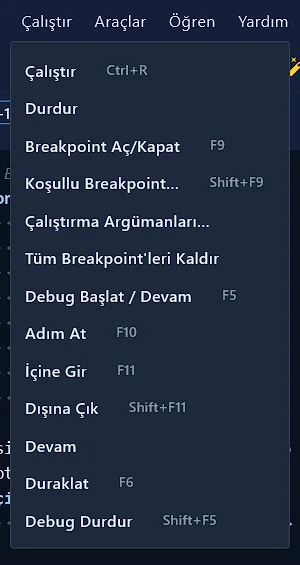 Çalıştır Araçlar Öğren Yardım
Çalıştır Ctrl+R
Durdur
Breakpoint Aç/Kapat F9
Koşullu Breakpoint... Shift+F9
Çalıştırma Argümanları...
Tüm Breakpoint'leri Kaldır
Debug Başlat / Devam F5
Adım At F10
İçine Gir F11
Dışına Çık Shift+F11
Devam
Duraklat F6
Debug Durdur Shift+F5